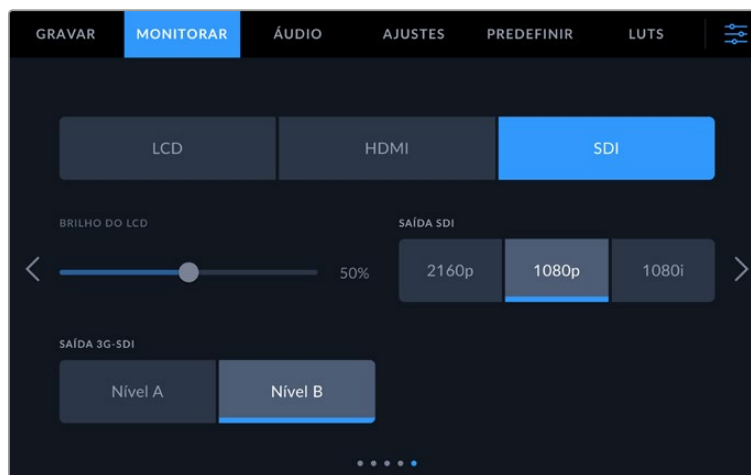 GRAVAR MONITORAR ÁUDIO AJUSTES PREDEFINIR LUTS
LCD HDMI SDI
BRILHO DO LCD SAÍDA SDI
50% 2160p 1080p 1080i
SAÍDA 3G-SDI
Nível A Nível B